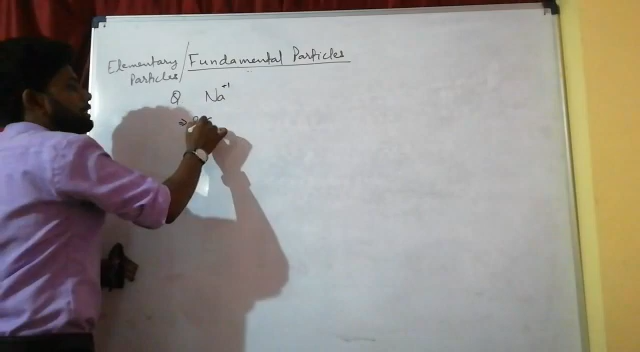 Elementary / Fundamental Particles
Particles /
Q Na+1